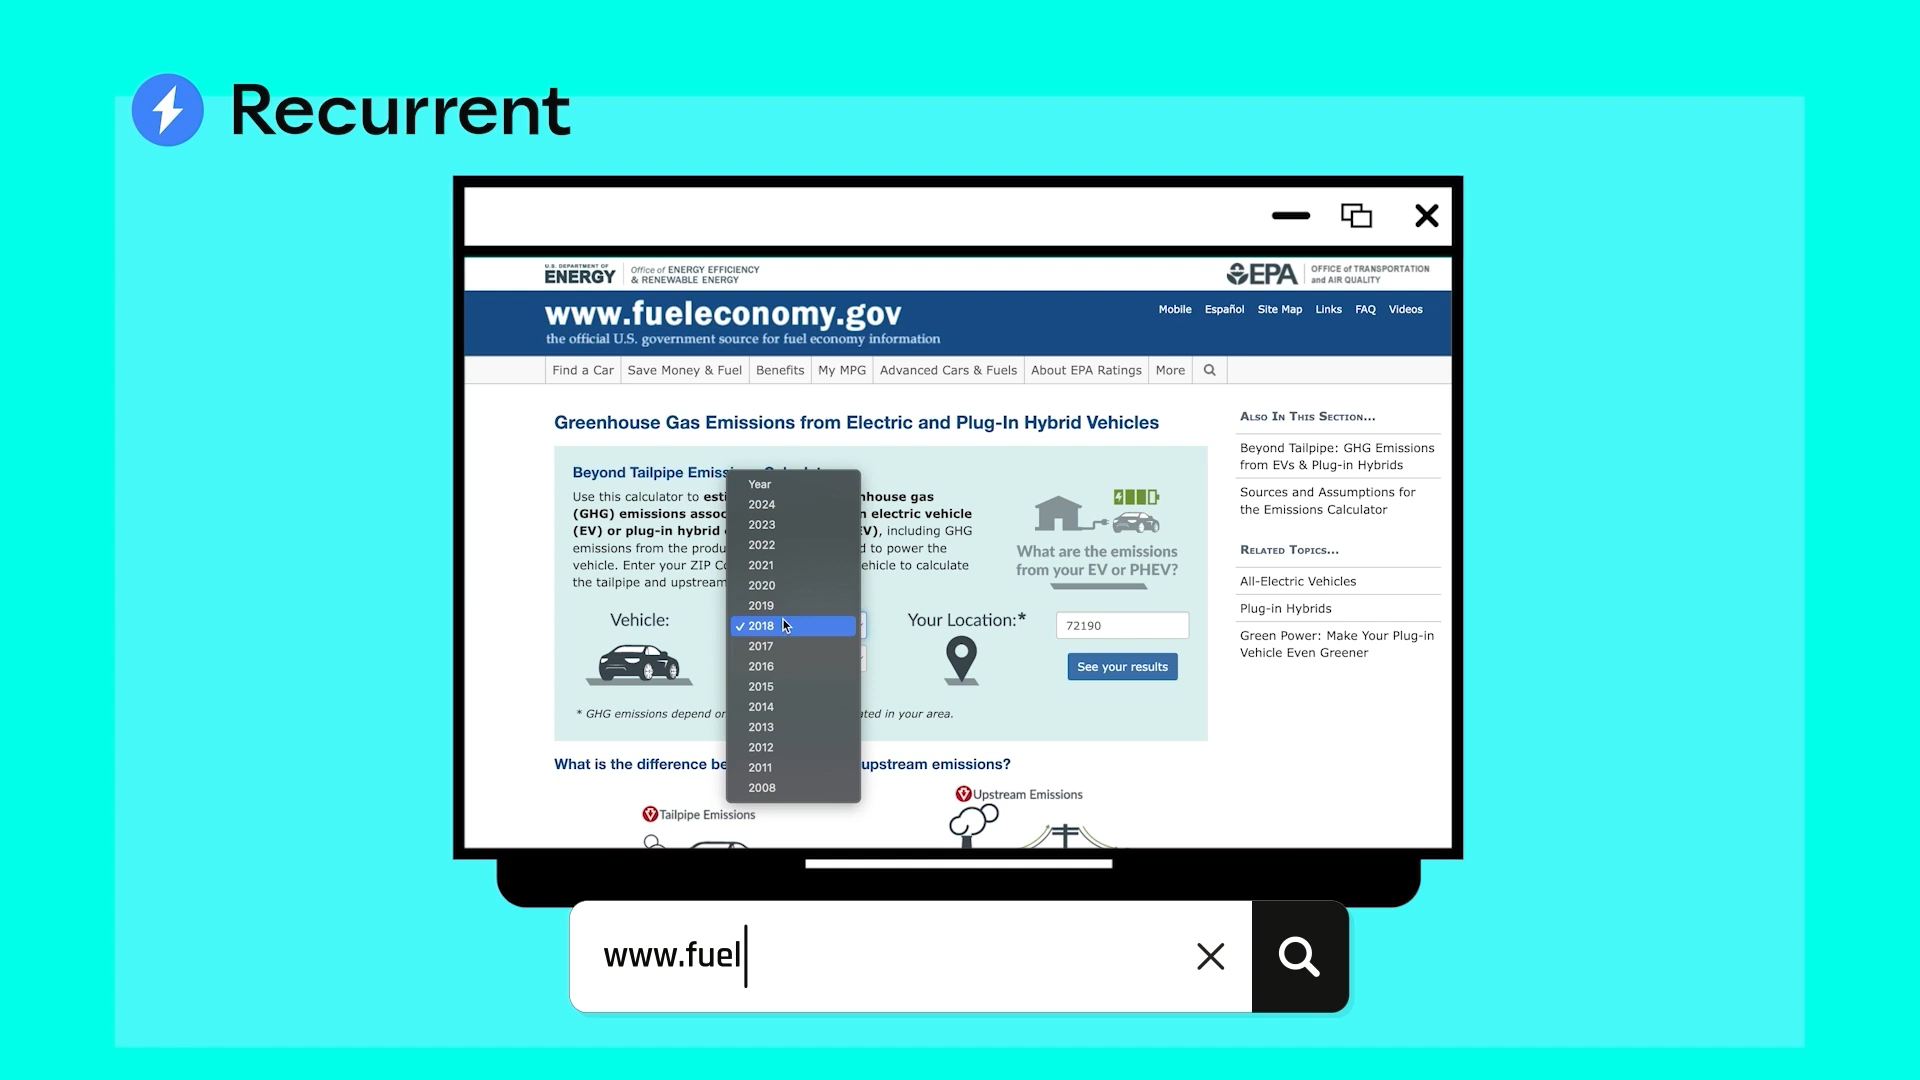 Recurrent
U.S. DEPARTMENT OF
ENERGY
Office of ENERGY EFFICIENCY
& RENEWABLE ENERGY
EPA
OFFICE of TRANSPORTATION
and AIR QUALITY
www.fueleconomy.gov
the official U.S. government source for fuel economy information
Mobile Español Site Map Links FAQ Videos
Find a Car Save Money & Fuel Benefits My MPG Advanced Cars & Fuels About EPA Ratings More
Greenhouse Gas Emissions from Electric and Plug-In Hybrid Vehicles
Beyond Tailpipe
Use this calculator to gas
(GHG) emissions electric vehicle
(EV) or plug-in hybrid including GHG
emissions from the to power the
vehicle. Enter your ZIP to calculate
the tailpipe and upstream
Year
2024
2023
2022
2021
2020
2019
✓ 2018
2017
2016
2015
2014
2013
2012
2011
2008
What are the emissions
from your EV or PHEV?
Vehicle:
Your Location:*
72190
See your results
* GHG emissions depend in your area.
What is the difference upstream emissions?
Tailpipe Emissions
Upstream Emissions
ALSO IN THIS SECTION...
Beyond Tailpipe: GHG Emissions
from EVs & Plug-in Hybrids
Sources and Assumptions for
the Emissions Calculator
RELATED TOPICS...
All-Electric Vehicles
Plug-in Hybrids
Green Power: Make Your Plug-in
Vehicle Even Greener
www.fuel